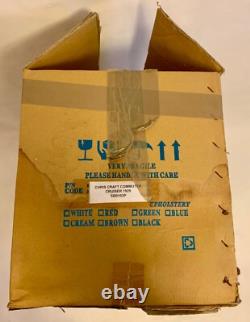 VERY FRAGILE
PLEASE HANDLE WITH CARE
P/N
CODE
CHRIS CRAFT COMMUTER
CRUISER 1929
UPHOLSTERY
☐WHITE ☐RED ☐GREEN ☐BLUE
☐CREAM ☐BROWN ☐BLACK